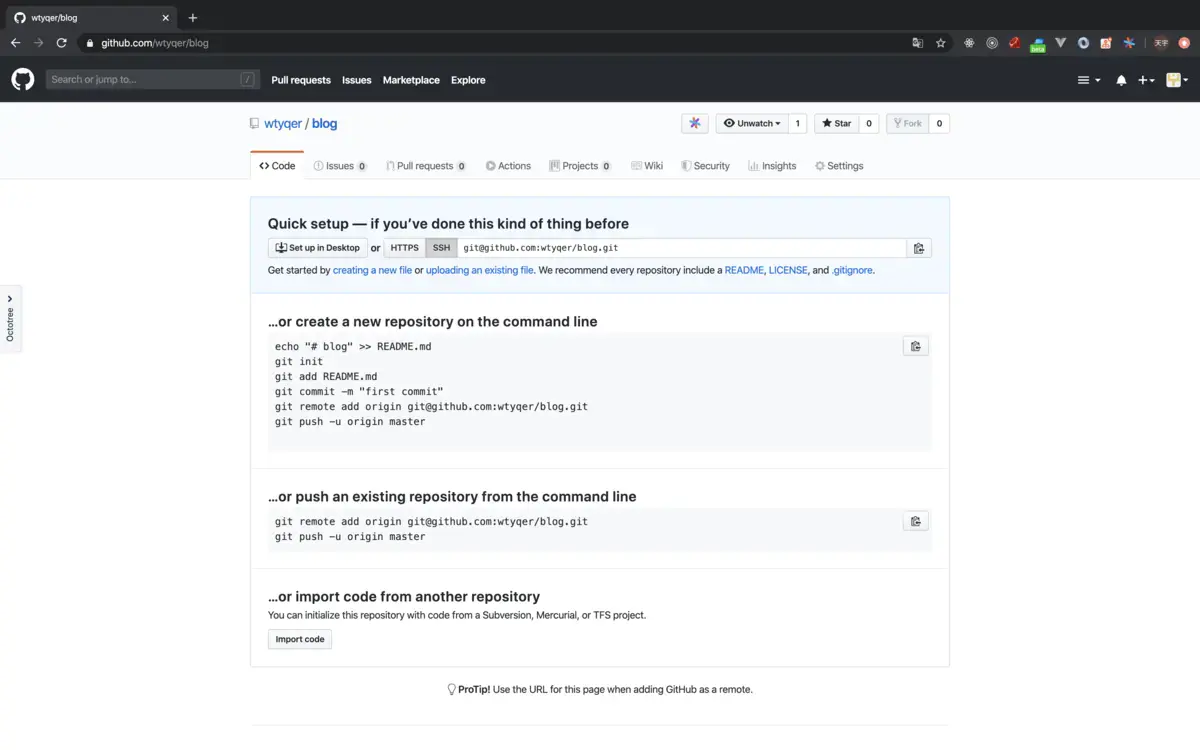 wtyqer/blog
github.com/wtyqer/blog
beta
天宇
Search or jump to... /
Pull requests Issues Marketplace Explore
wtyqer / blog
Unwatch 1 Star 0 Fork 0
Code Issues 0 Pull requests 0 Actions Projects 0 Wiki Security Insights Settings
Quick setup — if you’ve done this kind of thing before
Set up in Desktop or HTTPS SSH git@github.com:wtyqer/blog.git
Get started by creating a new file or uploading an existing file. We recommend every repository include a README, LICENSE, and .gitignore.
Octotree
…or create a new repository on the command line
echo "# blog" >> README.md
git init
git add README.md
git commit -m "first commit"
git remote add origin git@github.com:wtyqer/blog.git
git push -u origin master
…or push an existing repository from the command line
git remote add origin git@github.com:wtyqer/blog.git
git push -u origin master
…or import code from another repository
You can initialize this repository with code from a Subversion, Mercurial, or TFS project.
Import code
ProTip! Use the URL for this page when adding GitHub as a remote.